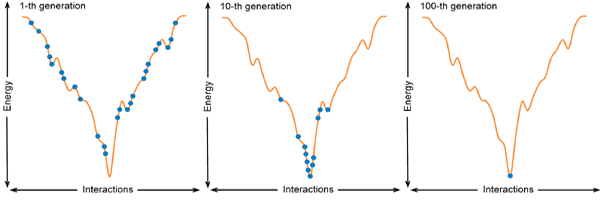 1-th generation
Energy
Interactions
10-th generation
Energy
Interactions
100-th generation
Energy
Interactions